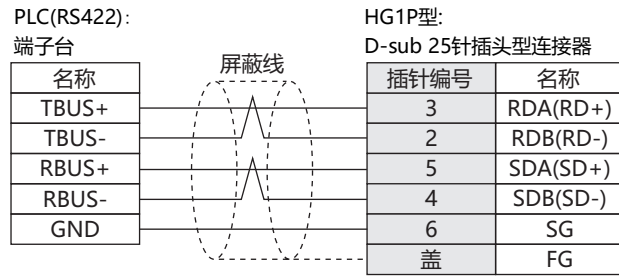 PLC(RS422):
端子台
HG1P型:
D-sub 25针插头型连接器
屏蔽线
名称
插针编号 名称
TBUS+ 3 RDA(RD+)
TBUS- 2 RDB(RD-)
RBUS+ 5 SDA(SD+)
RBUS- 4 SDB(SD-)
GND 6 SG
盖 FG